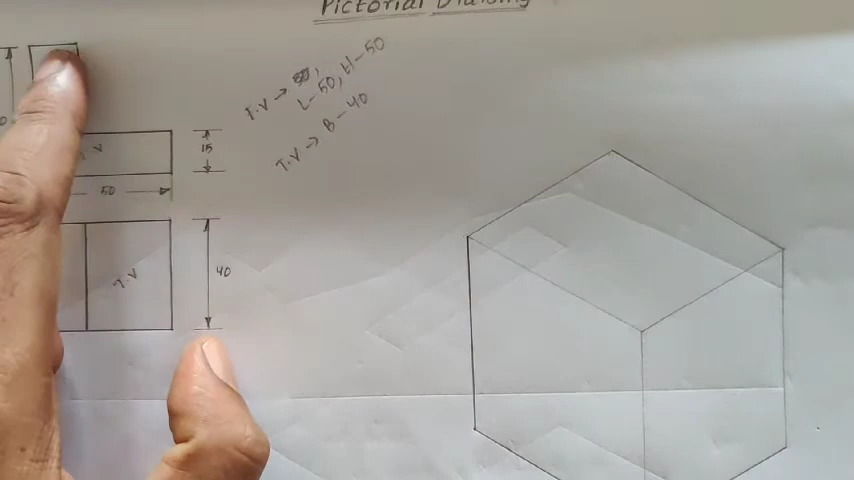 Pictorial Drawing
T.V → 50,
L-50, H-50
T.V → B-40
V
15
50
T.V
40